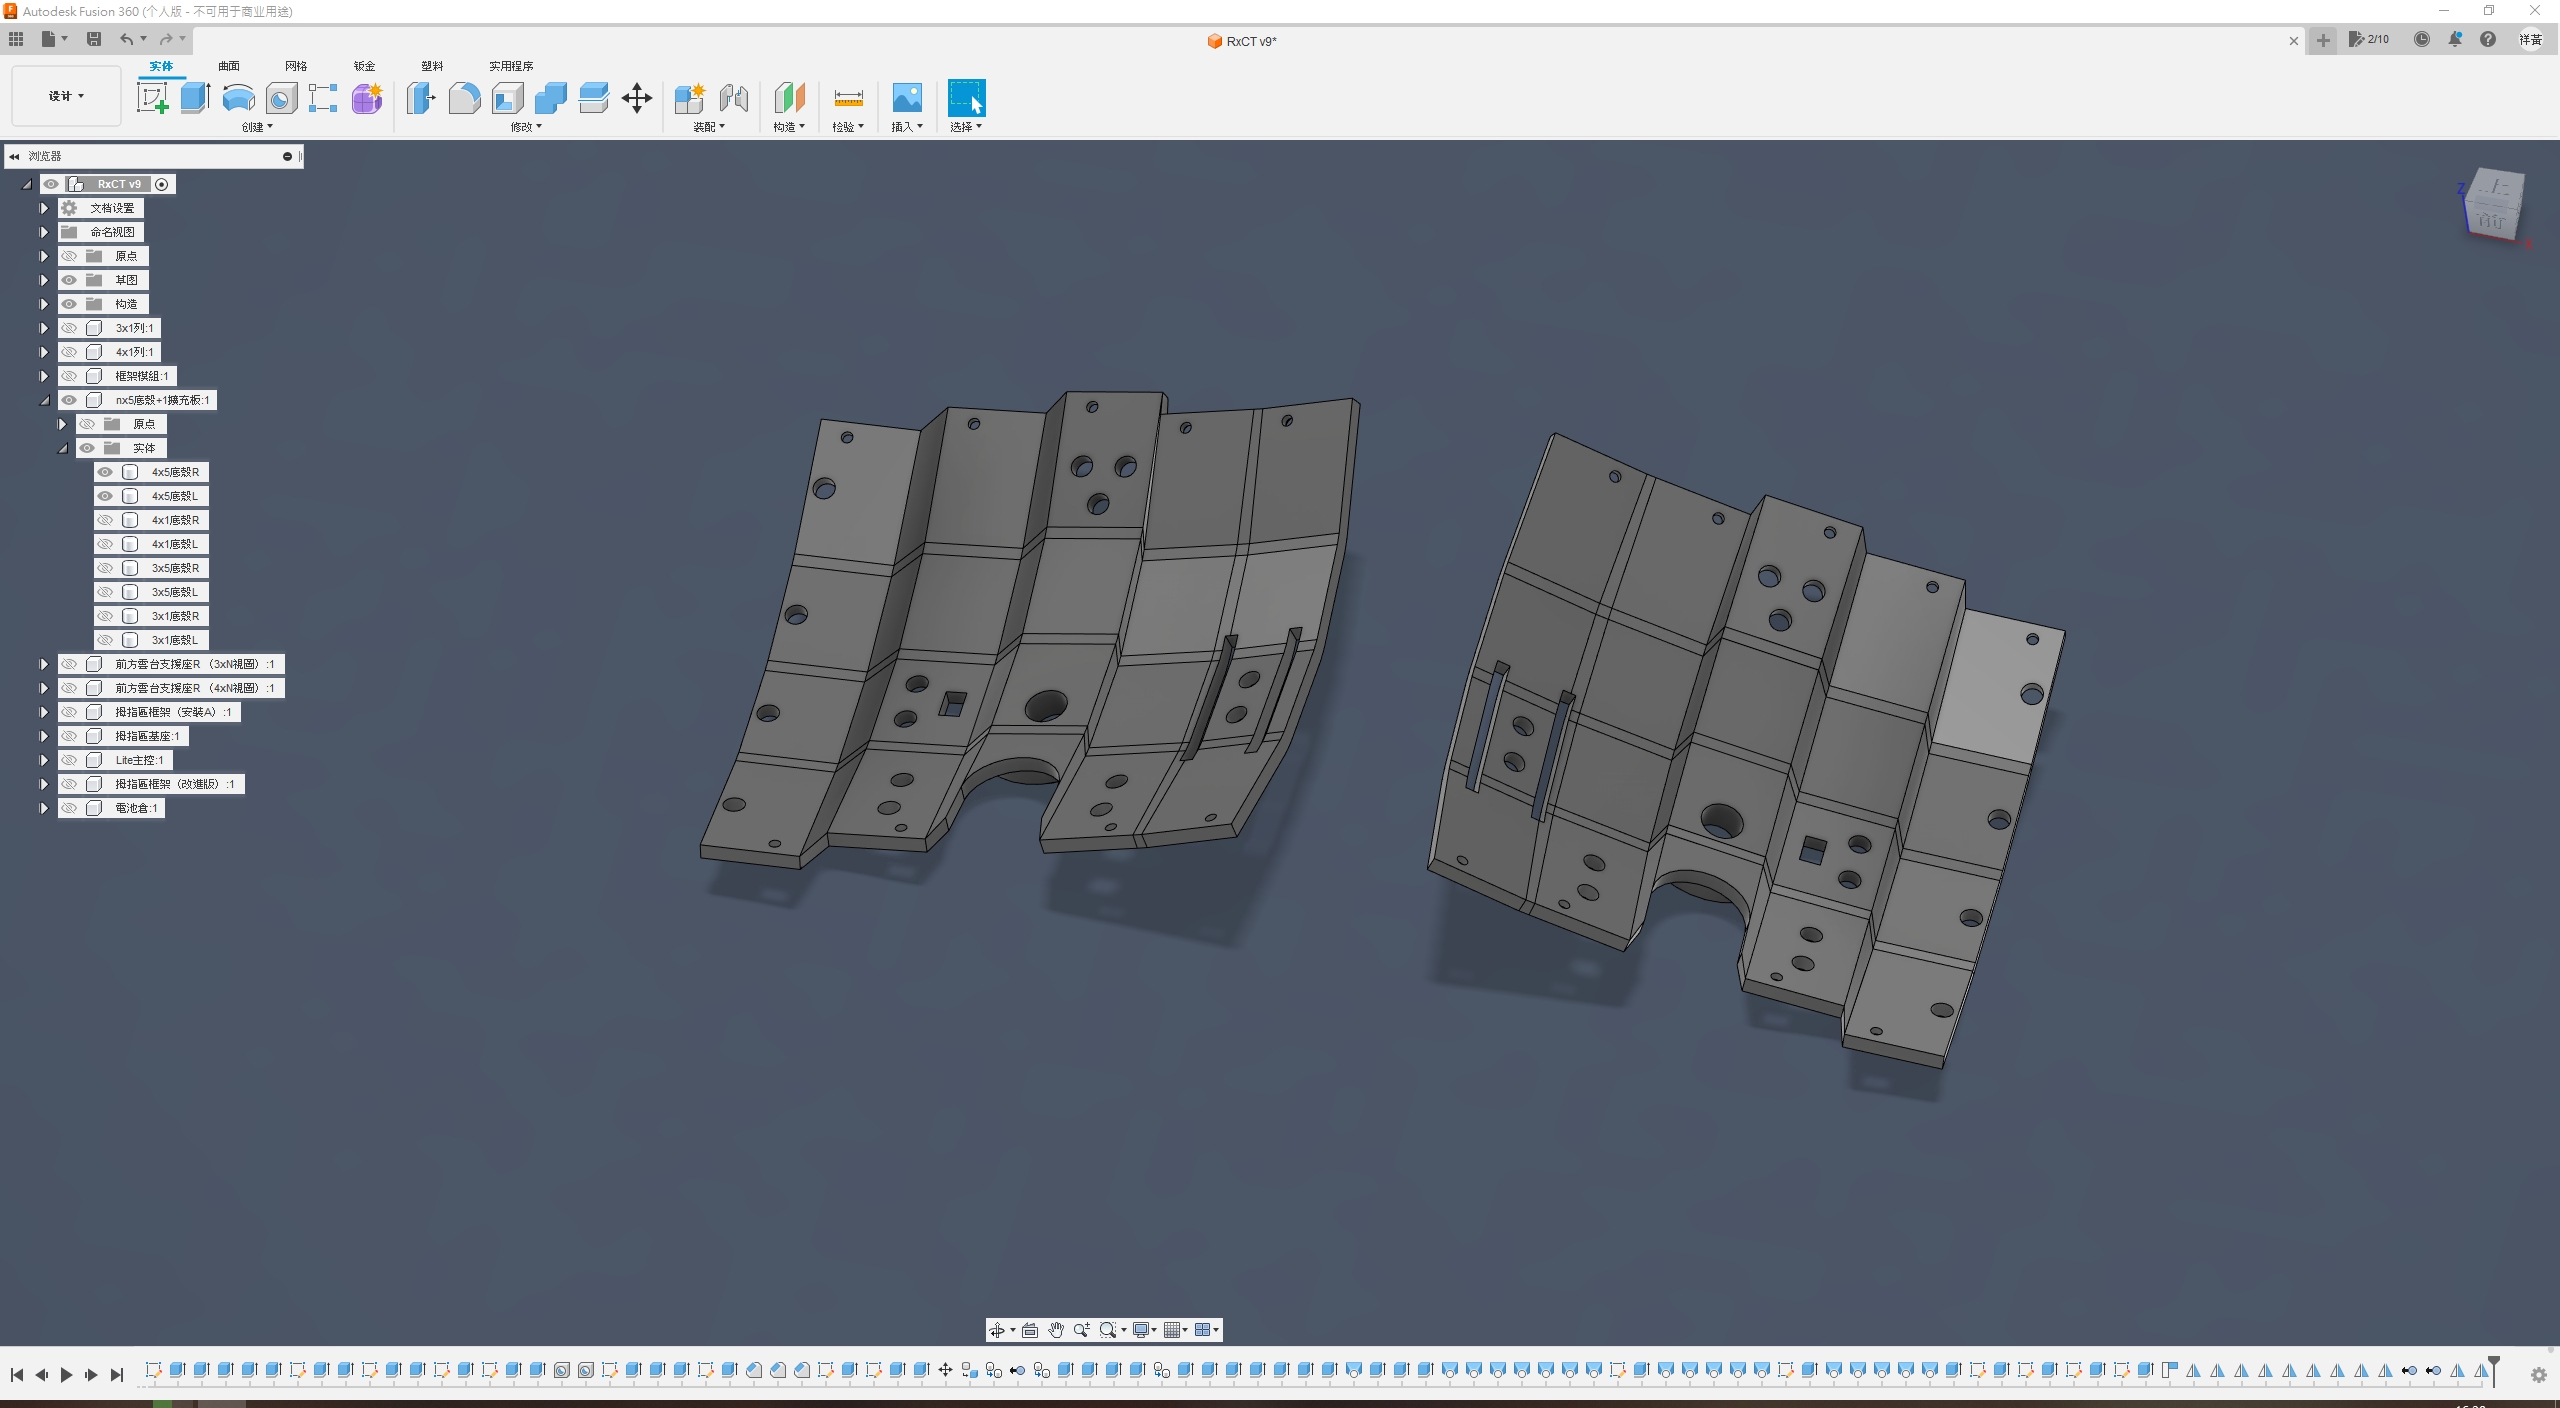 Autodesk Fusion 360 (个人版 - 不可用于商业用途)
RxCT v9*
2/10
祥黃
实体 曲面 网格 钣金 塑料 实用程序
设计
创建 修改 装配 构造 检验 插入 选择
浏览器
RxCT v9
文档设置
命名视图
原点
草图
构造
3x1列:1
4x1列:1
框架模組:1
nx5底殼+1擴充板:1
原点
实体
4x5底殼R
4x5底殼L
4x1底殼R
4x1底殼L
3x5底殼R
3x5底殼L
3x1底殼R
3x1底殼L
前方雲台支援座R （3xN視圖）:1
前方雲台支援座R （4xN視圖）:1
拇指區框架（安裝A）:1
拇指區基座:1
Lite主控:1
拇指區框架（改進版）:1
電池倉:1
上
前
Z
X